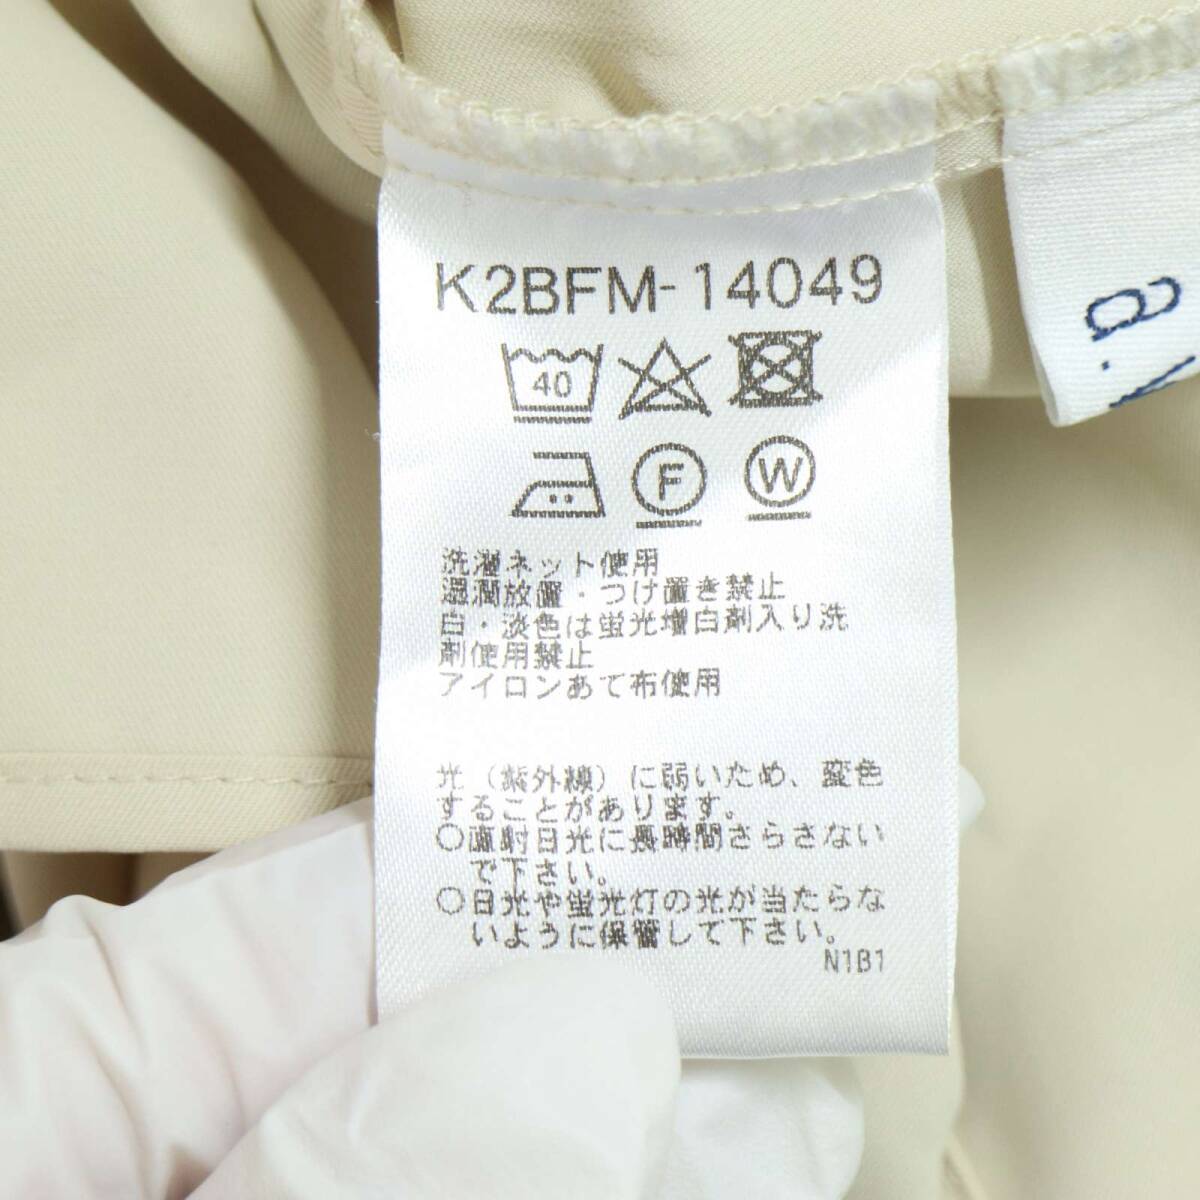 K2BFM-14049
40
F W
洗濯ネット使用
湿潤放置・つけ置き禁止
白・淡色は蛍光増白剤入り洗
剤使用禁止
アイロンあて布使用
光（紫外線）に弱いため、変色
することがあります。
○直射日光に長時間さらさない
で下さい。
○日光や蛍光灯の光が当たらな
いように保管して下さい。
N1B1
a.v